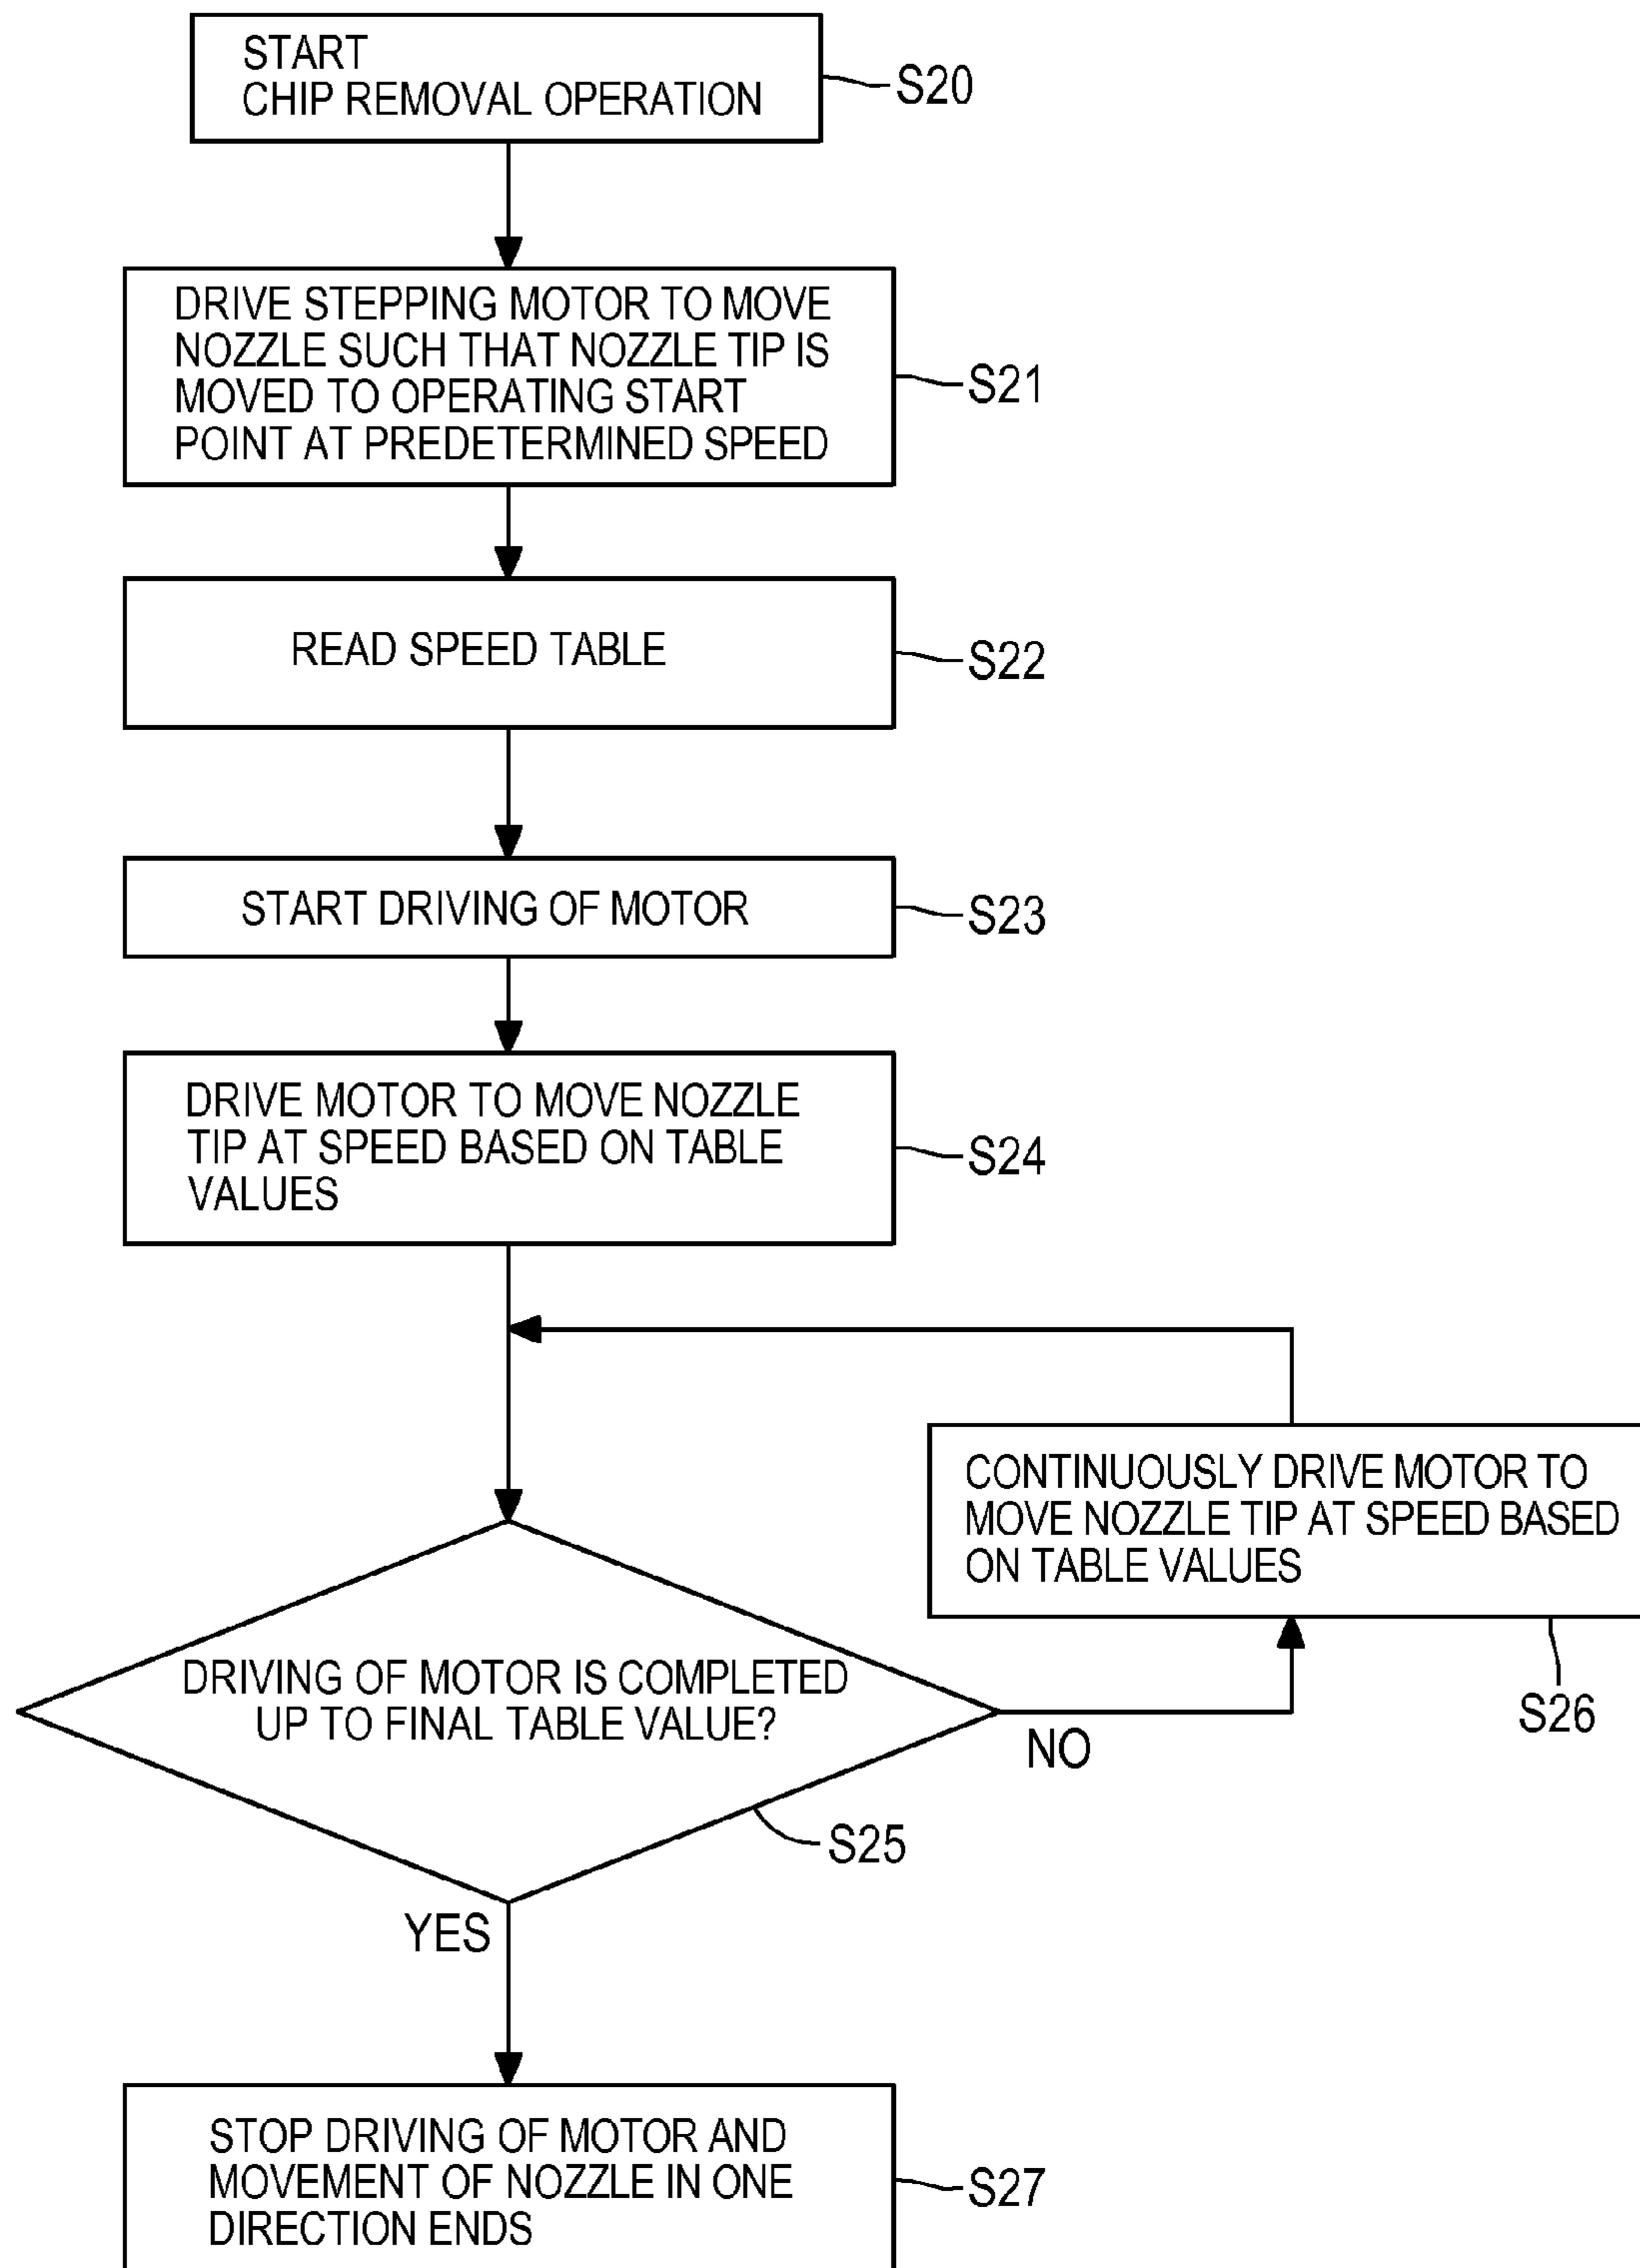 START
CHIP REMOVAL OPERATION
S20
DRIVE STEPPING MOTOR TO MOVE
NOZZLE SUCH THAT NOZZLE TIP IS
MOVED TO OPERATING START
POINT AT PREDETERMINED SPEED
S21
READ SPEED TABLE
S22
START DRIVING OF MOTOR
S23
DRIVE MOTOR TO MOVE NOZZLE
TIP AT SPEED BASED ON TABLE
VALUES
S24
CONTINUOUSLY DRIVE MOTOR TO
MOVE NOZZLE TIP AT SPEED BASED
ON TABLE VALUES
S26
DRIVING OF MOTOR IS COMPLETED
UP TO FINAL TABLE VALUE?
NO
S25
YES
STOP DRIVING OF MOTOR AND
MOVEMENT OF NOZZLE IN ONE
DIRECTION ENDS
S27